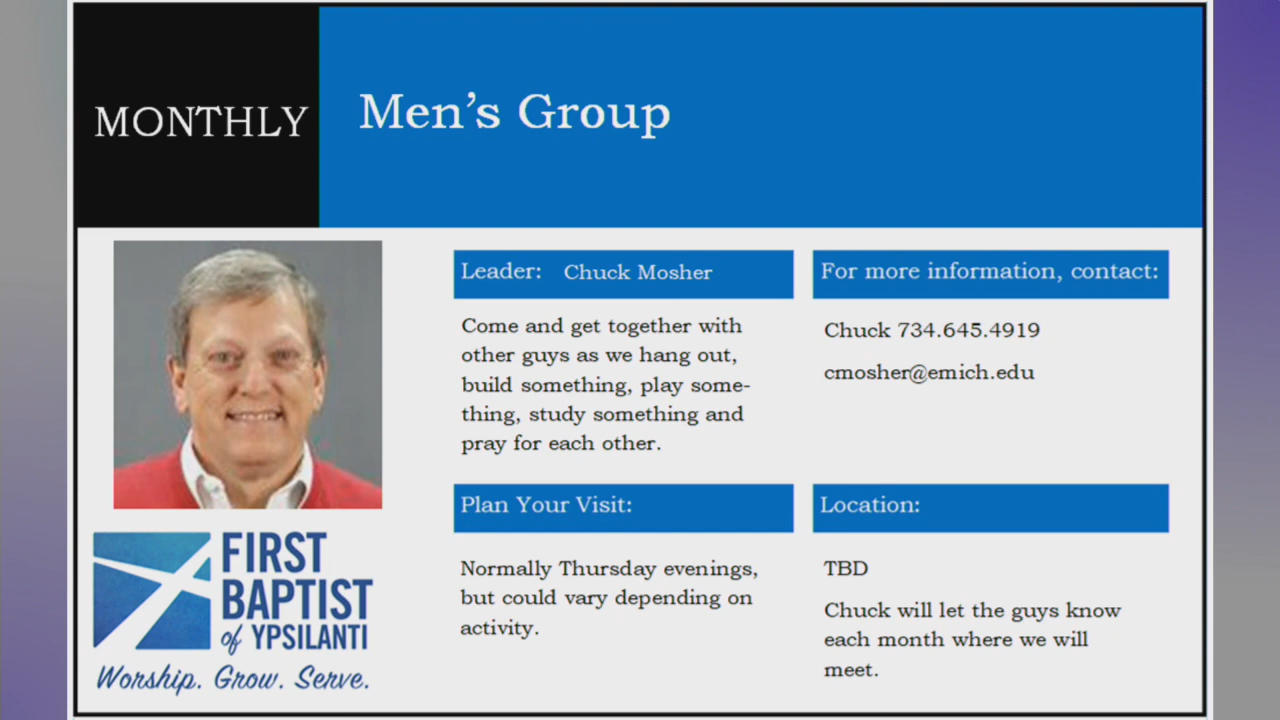 MONTHLY
Men’s Group
Leader: Chuck Mosher
Come and get together with
other guys as we hang out,
build something, play some-
thing, study something and
pray for each other.
For more information, contact:
Chuck 734.645.4919
cmosher@emich.edu
Plan Your Visit:
Normally Thursday evenings,
but could vary depending on
activity.
Location:
TBD
Chuck will let the guys know
each month where we will
meet.
FIRST
BAPTIST
of YPSILANTI
Worship. Grow. Serve.